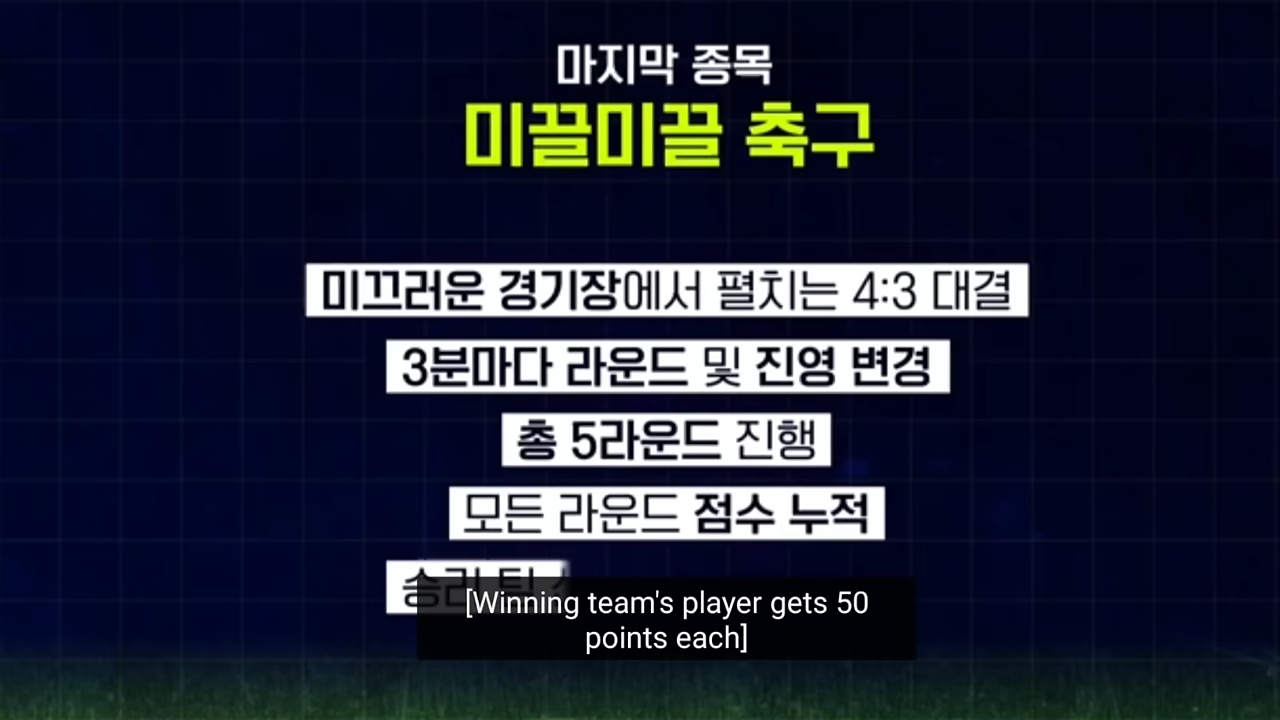 마지막 종목
미끌미끌 축구
미끄러운 경기장에서 펼치는 4:3 대결
3분마다 라운드 및 진영 변경
총 5라운드 진행
모든 라운드 점수 누적
승리 팀
[Winning team's player gets 50
points each]